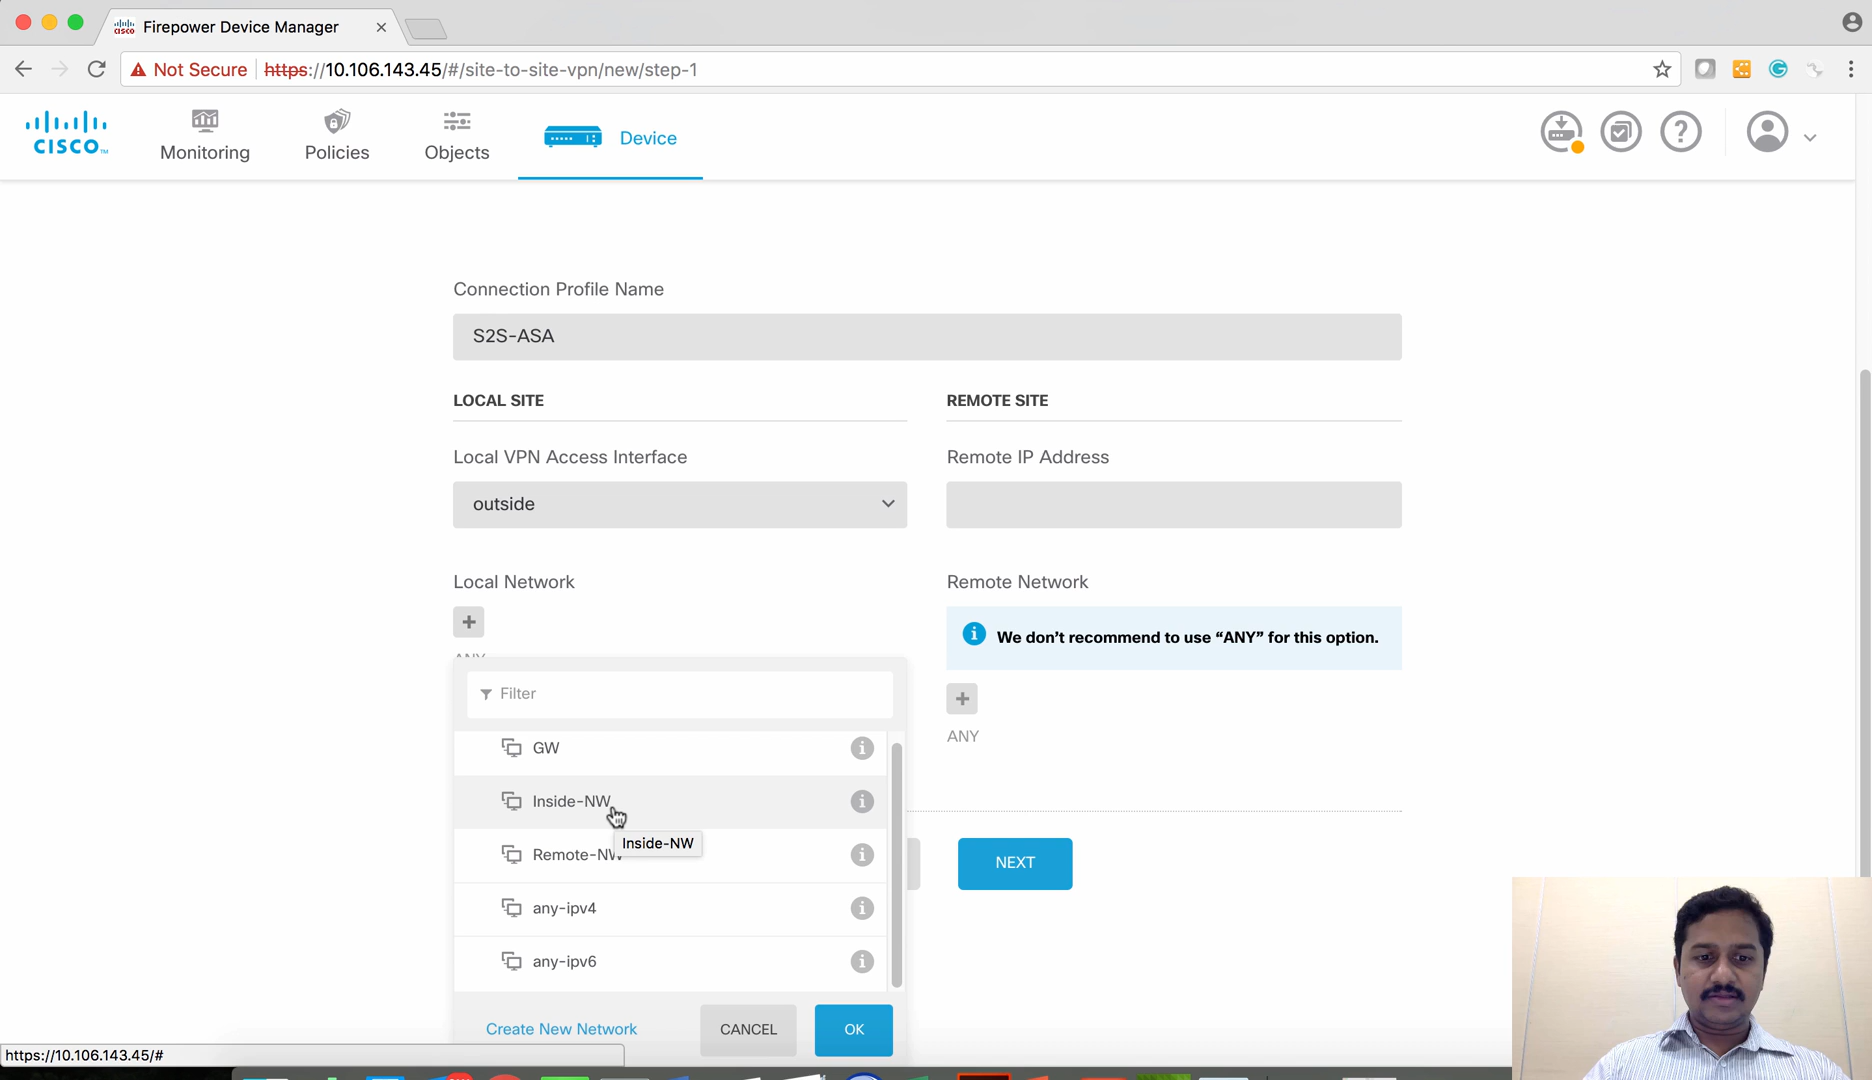 Firepower Device Manager
Not Secure https://10.106.143.45/#/site-to-site-vpn/new/step-1
CISCO
Monitoring
Policies
Objects
Device
Connection Profile Name
S2S-ASA
LOCAL SITE
REMOTE SITE
Local VPN Access Interface
Remote IP Address
outside
Local Network
Remote Network
We don't recommend to use “ANY” for this option.
ANY
Filter
ANY
GW
Inside-NW
Inside-NW
Remote-NW
NEXT
any-ipv4
any-ipv6
Create New Network
CANCEL
OK
https://10.106.143.45/#